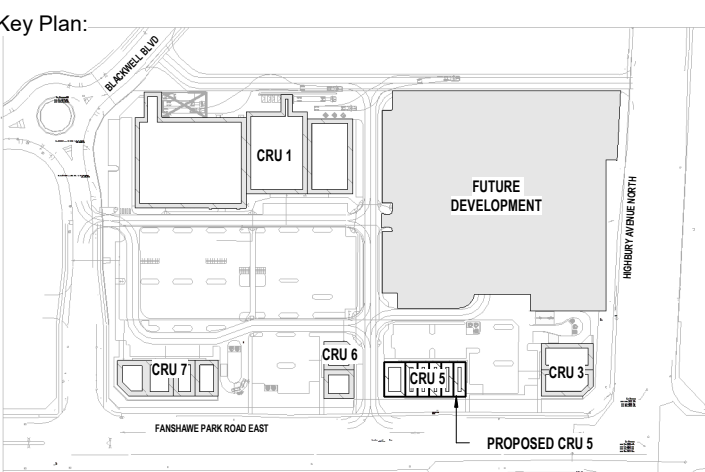 Key Plan:
BLACKWELL BLVD
CRU 1
FUTURE
DEVELOPMENT
HIGHBURY AVENUE NORTH
CRU 7
CRU 6
CRU 5
CRU 3
FANSHAWE PARK ROAD EAST
PROPOSED CRU 5